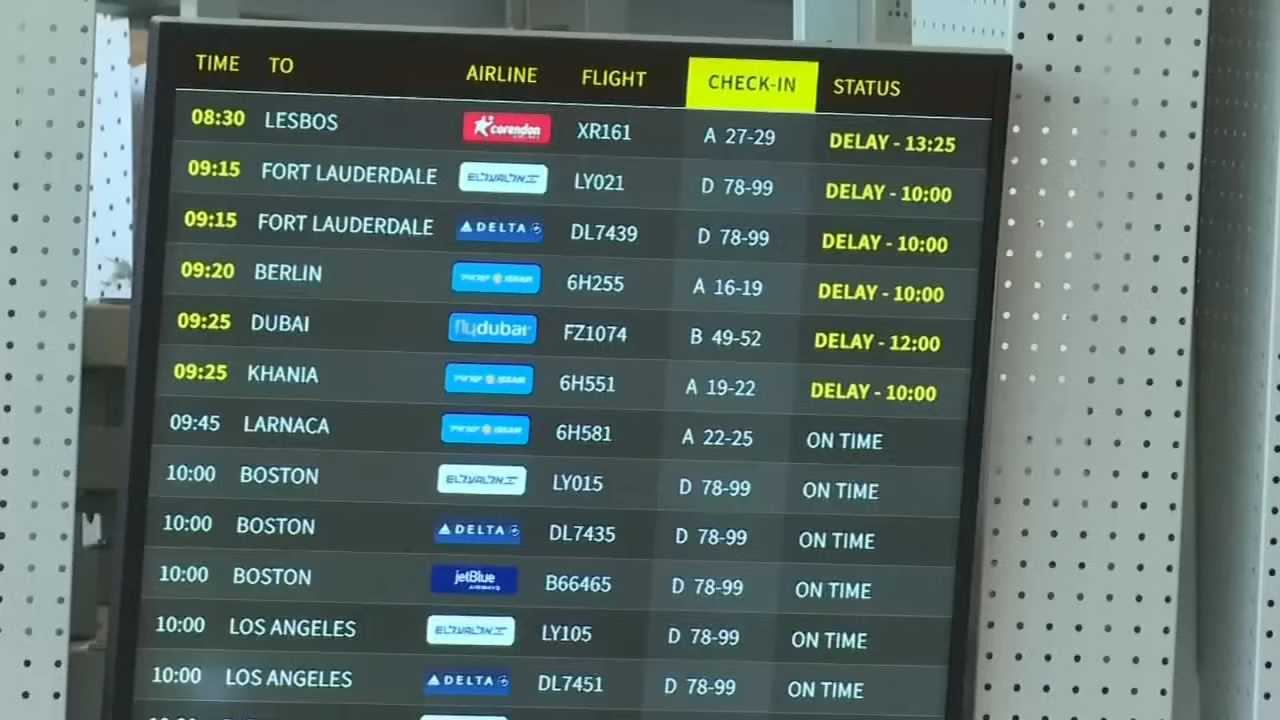 TIME TO AIRLINE FLIGHT CHECK-IN STATUS
08:30 LESBOS corendon AIRLINES XR161 A 27-29 DELAY - 13:25
09:15 FORT LAUDERDALE ELALאלעל LY021 D 78-99 DELAY - 10:00
09:15 FORT LAUDERDALE DELTA DL7439 D 78-99 DELAY - 10:00
09:20 BERLIN 6H255 A 16-19 DELAY - 10:00
09:25 DUBAI flydubai FZ1074 B 49-52 DELAY - 12:00
09:25 KHANIA 6H551 A 19-22 DELAY - 10:00
09:45 LARNACA 6H581 A 22-25 ON TIME
10:00 BOSTON ELALאלעל LY015 D 78-99 ON TIME
10:00 BOSTON DELTA DL7435 D 78-99 ON TIME
10:00 BOSTON jetBlue AIRWAYS B66465 D 78-99 ON TIME
10:00 LOS ANGELES ELALאלעל LY105 D 78-99 ON TIME
10:00 LOS ANGELES DELTA DL7451 D 78-99 ON TIME